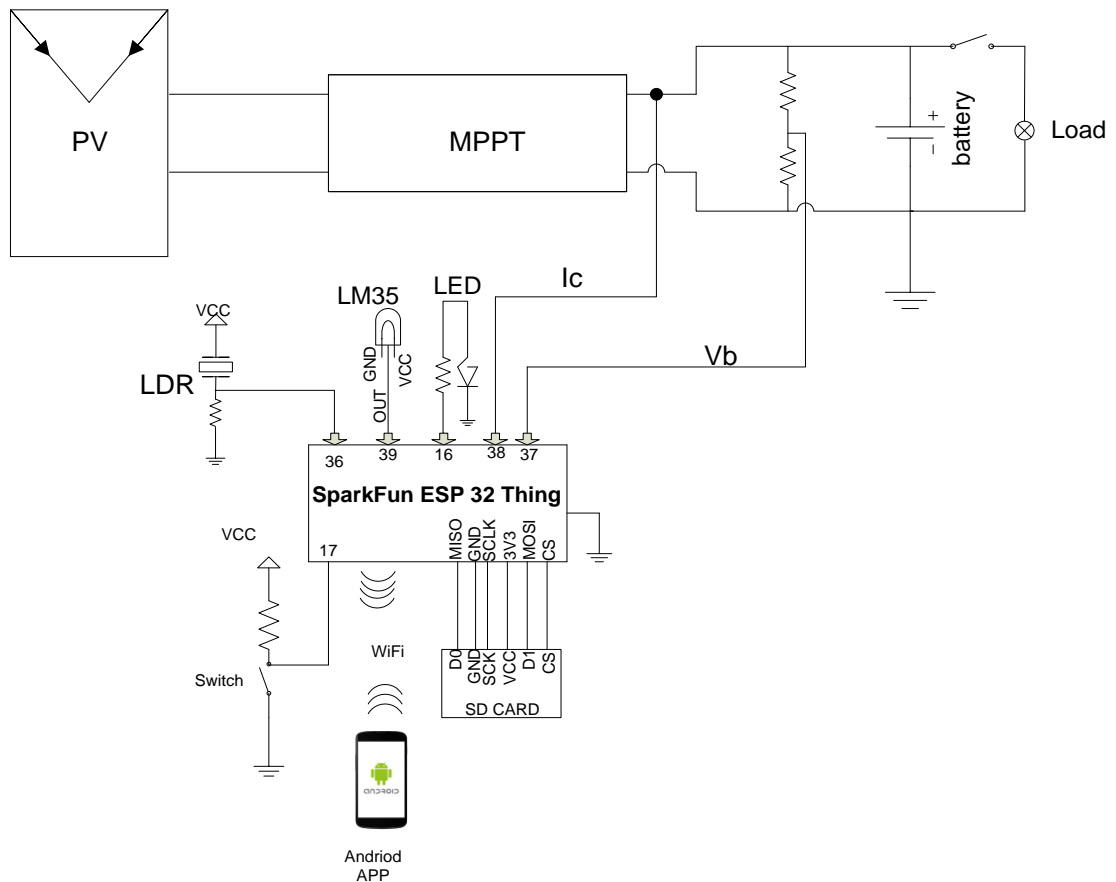 PV
MPPT
+
−
battery
Load
Ic
Vb
VCC
LDR
LM35
GND
VCC
OUT
LED
36
39
16
38
37
SparkFun ESP 32 Thing
17
MISO
GND
SCLK
3V3
MOSI
CS
VCC
Switch
WiFi
D0
GND
SCK
VCC
D1
CS
SD CARD
ANDROID
Andriod
APP